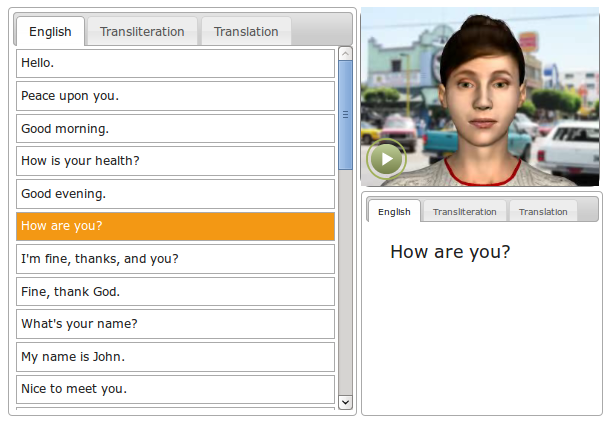 English
Transliteration
Translation
Hello.
Peace upon you.
Good morning.
How is your health?
Good evening.
How are you?
I'm fine, thanks, and you?
Fine, thank God.
What's your name?
My name is John.
Nice to meet you.
English
Transliteration
Translation
How are you?